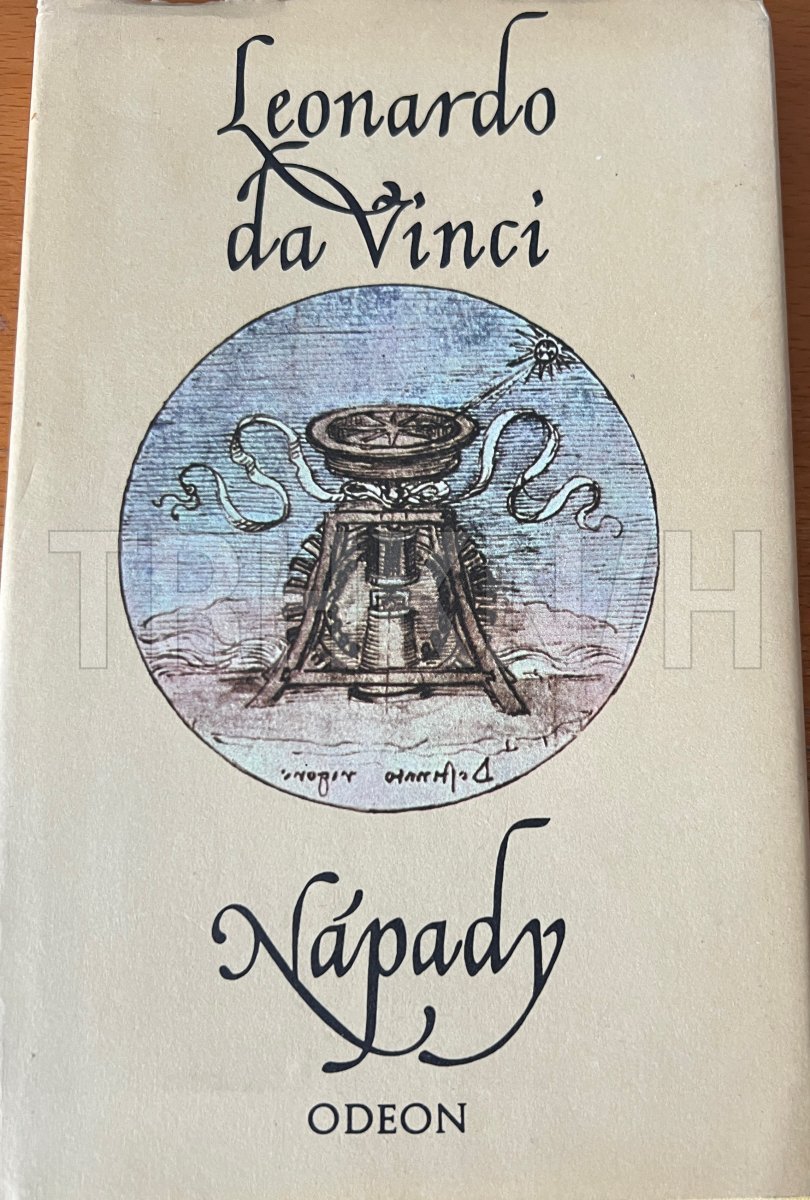 Leonardo
da Vinci
Nápady
ODEON